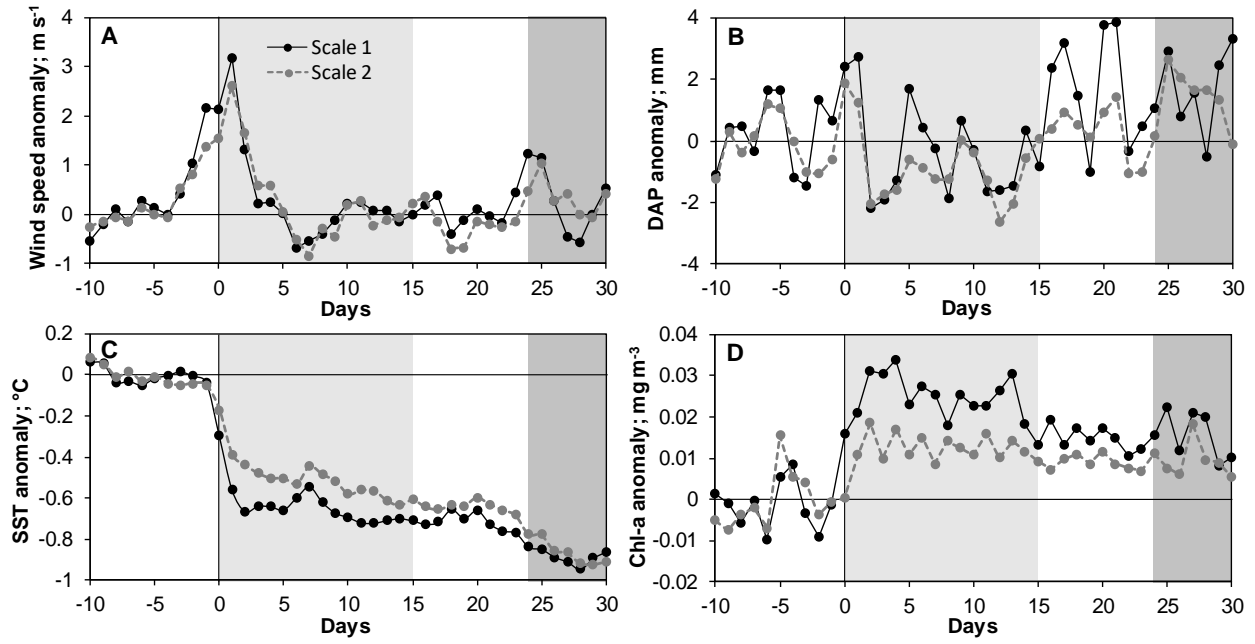 A
Wind speed anomaly; m s-1
4
3
2
1
0
-1
Scale 1
Scale 2
-10 -5 0 5 10 15 20 25 30
Days
B
DAP anomaly; mm
4
2
0
-2
-4
-10 -5 0 5 10 15 20 25 30
Days
C
SST anomaly; °C
0.2
0
-0.2
-0.4
-0.6
-0.8
-1
-10 -5 0 5 10 15 20 25 30
Days
D
Chl-a anomaly; mg m-3
0.04
0.03
0.02
0.01
0
-0.01
-0.02
-10 -5 0 5 10 15 20 25 30
Days